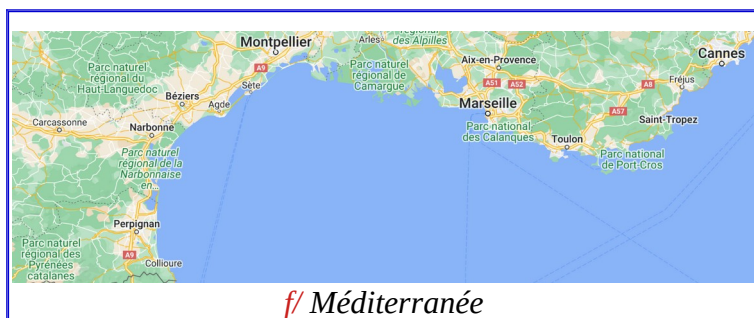 régional
des Alpilles
Montpellier
Arles
Parc naturel
régional du
Haut-Languedoc
A9
Parc naturel
régional de
Camargue
Aix-en-Provence
Cannes
Béziers
Sète
A51
A52
A8
Fréjus
Agde
Marseille
A57
Carcassonne
Narbonne
Parc national
des Calanques
Saint-Tropez
Toulon
Parc naturel
régional de la
Narbonnaise
en...
Parc national
de Port-Cros
Perpignan
Parc naturel
régional des
Pyrénées
catalanes
A9
Collioure
f/ Méditerranée